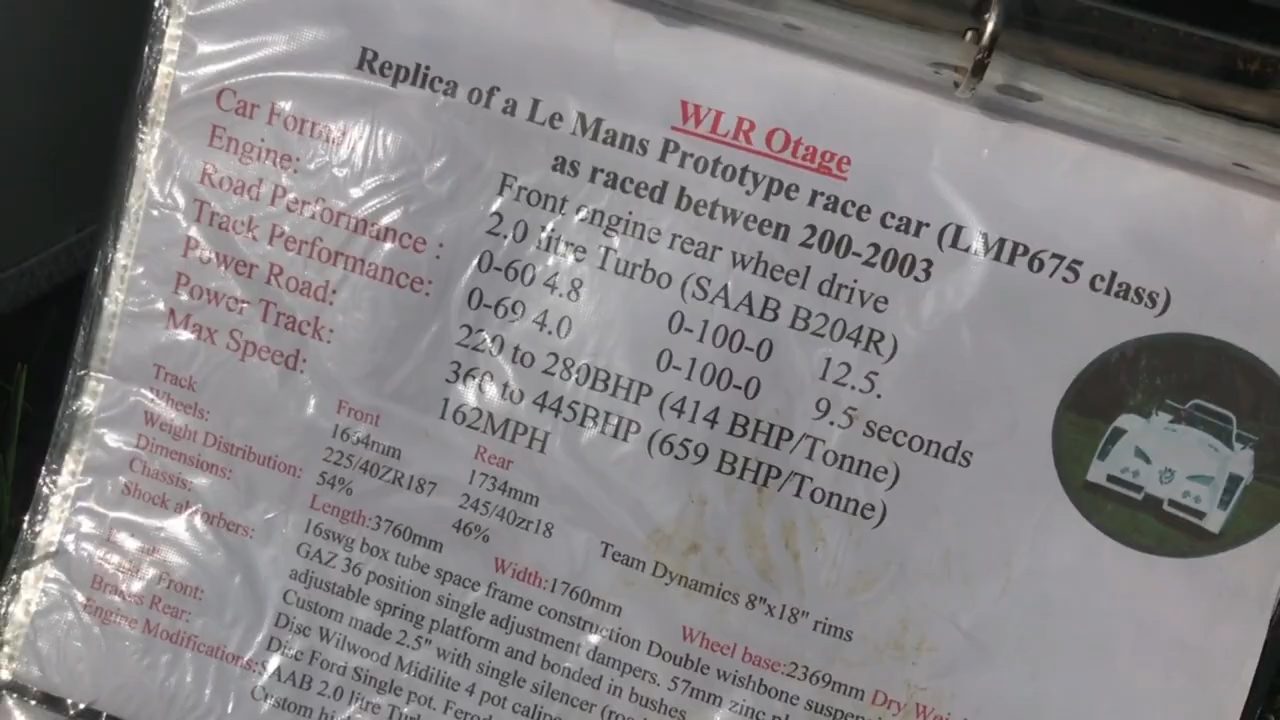 WLR Otage
Replica of a Le Mans Prototype race car (LMP675 class)
as raced between 200-2003
Car Format: Front engine rear wheel drive
Engine: 2.0 litre Turbo (SAAB B204R)
Road Performance : 0-60 4.8 0-100-0 12.5.
Track Performance: 0-69 4.0 0-100-0 9.5 seconds
Power Road: 220 to 280BHP (414 BHP/Tonne)
Power Track: 360 to 445BHP (659 BHP/Tonne)
Max Speed: 162MPH
Front Rear
Track 1634mm 1734mm
Wheels: 225/40ZR187 245/40zr18 Team Dynamics 8"x18" rims
Weight Distribution: 54% 46%
Dimensions: Length:3760mm Width:1760mm Wheel base:2369mm Dry
Chassis: 16swg box tube space frame construction Double wishbone
Shock absorbers: GAZ 36 position single adjustment dampers. 57mm zinc
adjustable spring platform and bonded in bushes
Custom made 2.5" with single silencer
Front: Disc Wilwood Midilite 4 pot
Brakes Rear: Disc Ford Single pot.
Engine Modifications: SAAB 2.0 litre
Custom